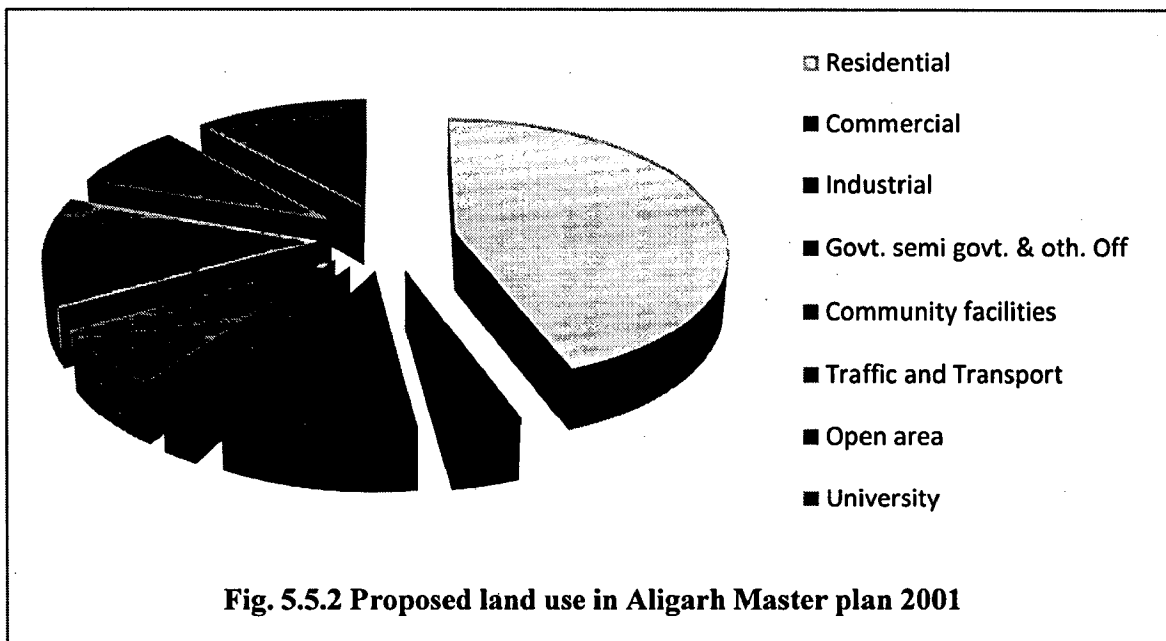 Residential
Commercial
Industrial
Govt. semi govt. & oth. Off
Community facilities
Traffic and Transport
Open area
University
Fig. 5.5.2 Proposed land use in Aligarh Master plan 2001